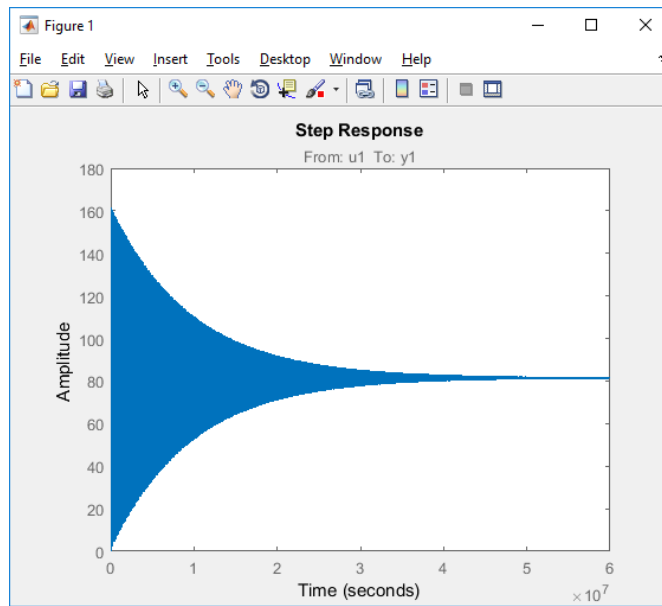 Figure 1
File Edit View Insert Tools Desktop Window Help
Step Response
From: u1 To: y1
180
160
140
120
100
80
60
40
20
0
Amplitude
0 1 2 3 4 5 6
Time (seconds)
×10^7